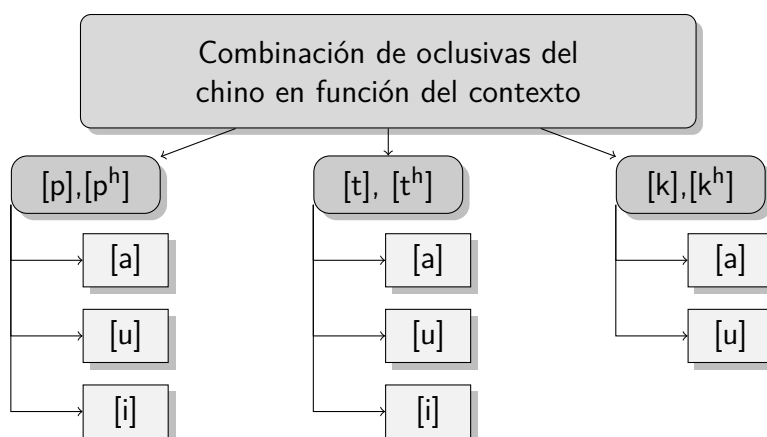 Combinación de oclusivas del
chino en función del contexto
[p],[pʰ]
[a]
[u]
[i]
[t], [tʰ]
[a]
[u]
[i]
[k],[kʰ]
[a]
[u]